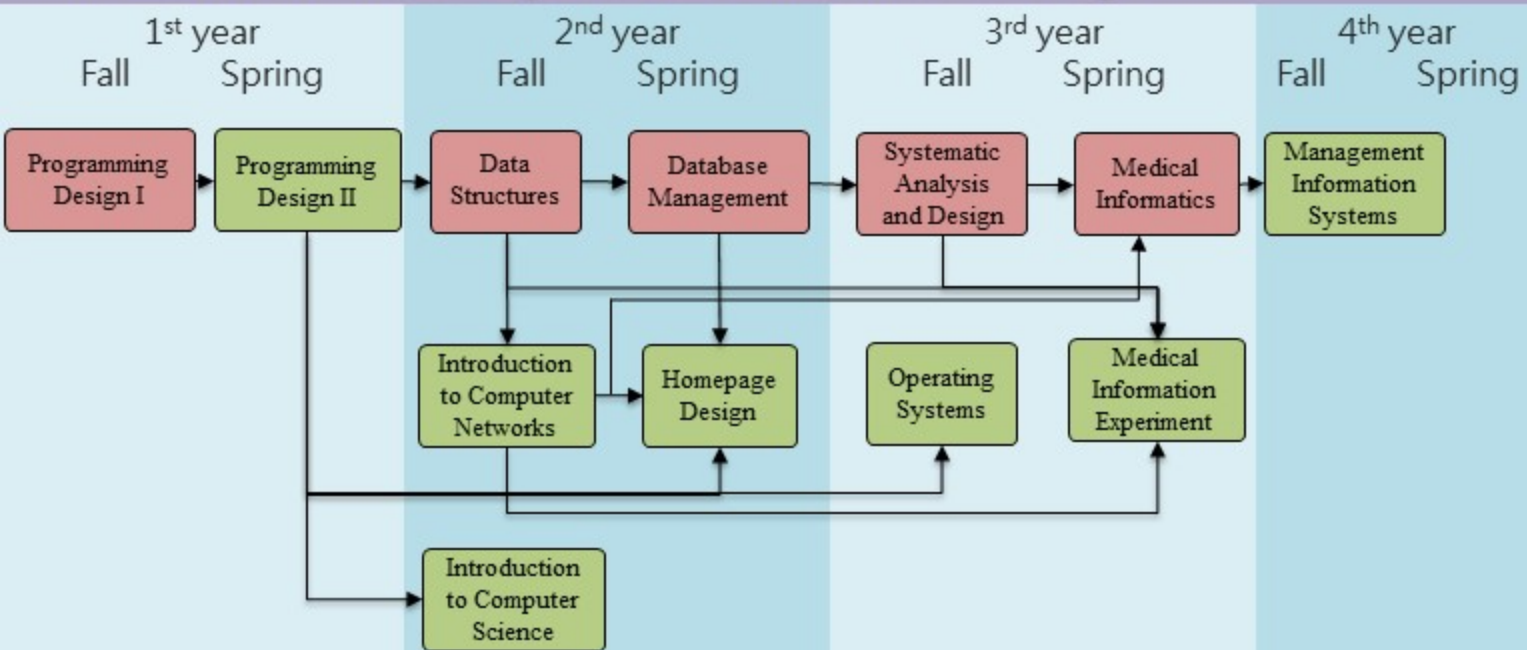 1st year
2nd year
3rd year
4th year
Fall
Spring
Fall
Spring
Fall
Spring
Fall
Spring
Programming
Design I
Programming
Design II
Data
Structures
Database
Management
Systematic
Analysis
and Design
Medical
Informatics
Management
Information
Systems
Introduction
to Computer
Networks
Homepage
Design
Operating
Systems
Medical
Information
Experiment
Introduction
to Computer
Science